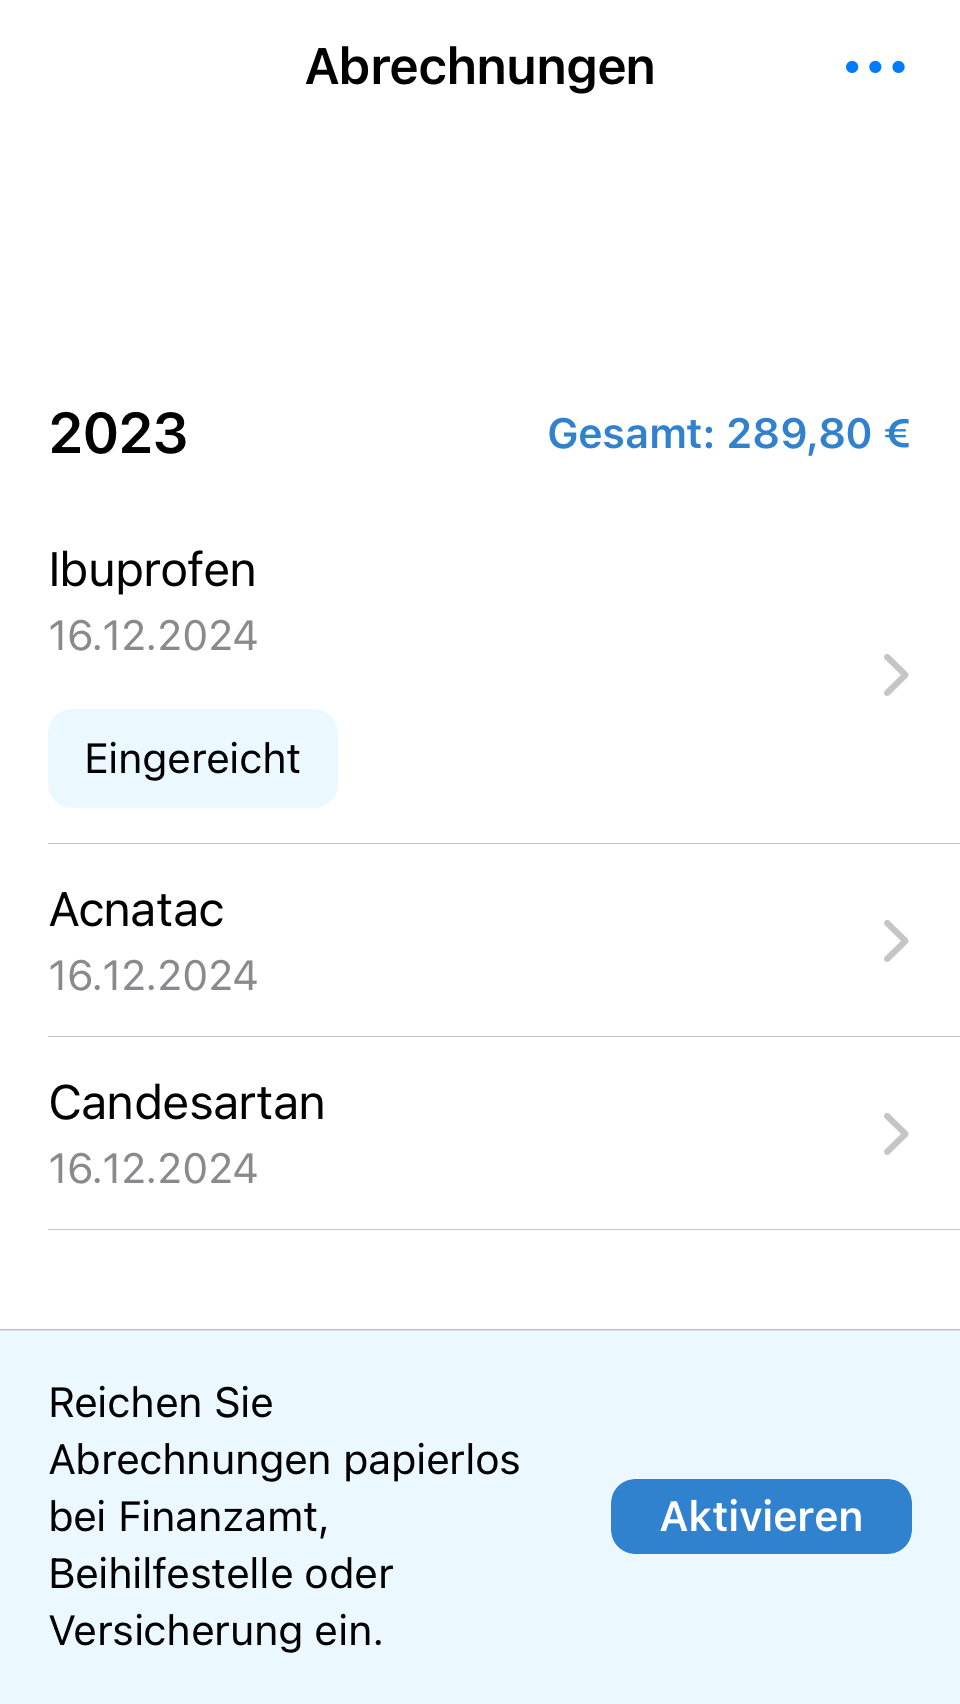 Abrechnungen
2023 Gesamt: 289,80 €
Ibuprofen
16.12.2024
Eingereicht
Acnatac
16.12.2024
Candesartan
16.12.2024
Reichen Sie
Abrechnungen papierlos
bei Finanzamt,
Beihilfestelle oder
Versicherung ein.
Aktivieren